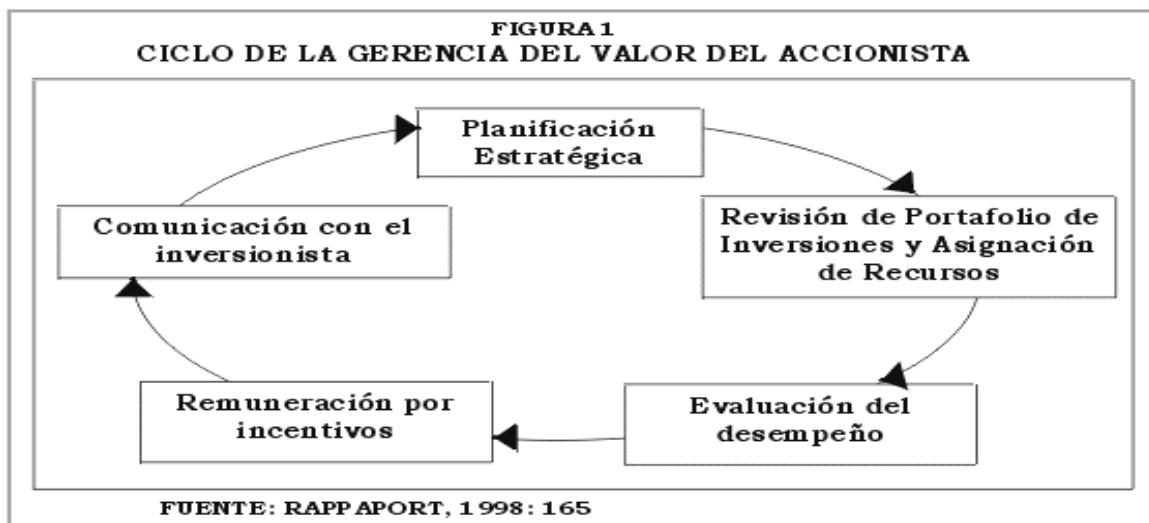 FIGURA 1
CICLO DE LA GERENCIA DEL VALOR DEL ACCIONISTA
Planificación
Estratégica
Revisión de Portafolio de
Inversiones y Asignación
de Recursos
Evaluación del
desempeño
Remuneración por
incentivos
Comunicación con el
inversionista
FUENTE: RAPPAPORT, 1998: 165